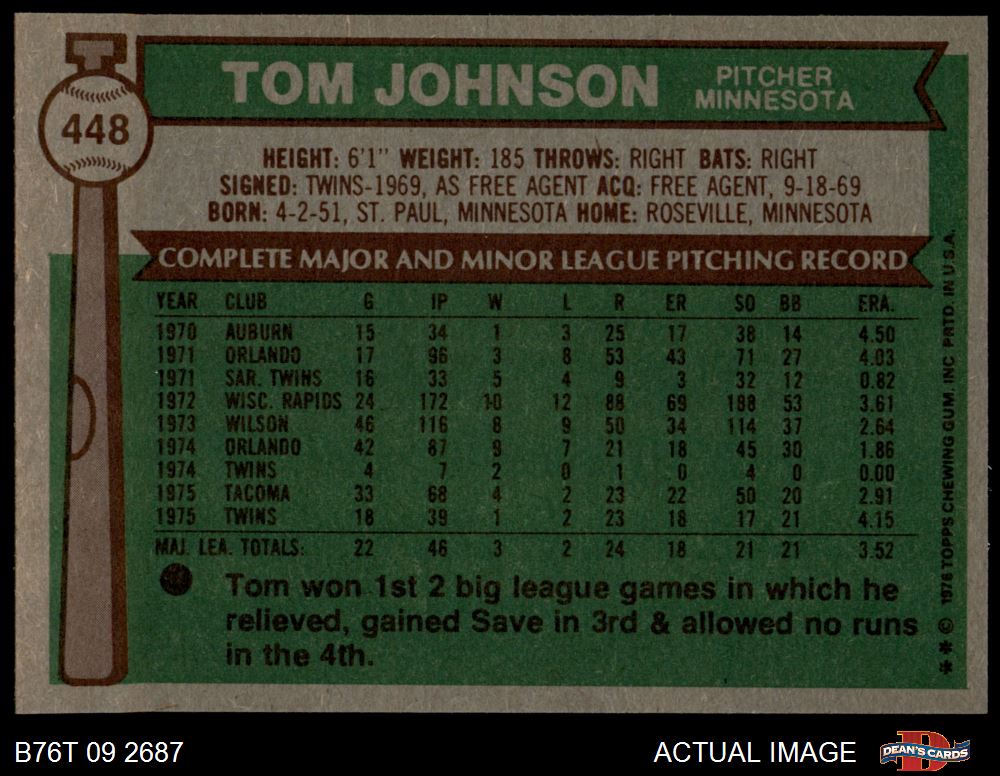 448
TOM JOHNSON
PITCHER
MINNESOTA
HEIGHT: 6'1" WEIGHT: 185 THROWS: RIGHT BATS: RIGHT
SIGNED: TWINS-1969, AS FREE AGENT ACQ: FREE AGENT, 9-18-69
BORN: 4-2-51, ST. PAUL, MINNESOTA HOME: ROSEVILLE, MINNESOTA
COMPLETE MAJOR AND MINOR LEAGUE PITCHING RECORD
YEAR CLUB G IP W L R ER SO BB ERA.
1970 AUBURN 15 34 1 3 25 17 38 14 4.50
1971 ORLANDO 17 96 3 8 53 43 71 27 4.03
1971 SAR. TWINS 16 33 5 4 9 3 32 12 0.82
1972 WISC. RAPIDS 24 172 10 12 88 69 188 53 3.61
1973 WILSON 46 116 8 9 50 34 114 37 2.64
1974 ORLANDO 42 87 9 7 21 18 45 30 1.86
1974 TWINS 4 7 2 0 1 0 4 0 0.00
1975 TACOMA 33 68 4 2 23 22 50 20 2.91
1975 TWINS 18 39 1 2 23 18 17 21 4.15
MAJ. LEA. TOTALS: 22 46 3 2 24 18 21 21 3.52
Tom won 1st 2 big league games in which he
relieved, gained Save in 3rd & allowed no runs
in the 4th.
** © 1976 TOPPS CHEWING GUM, INC PRTD. IN U.S.A.
B76T 09 2687
ACTUAL IMAGE
DEAN'S CARDS